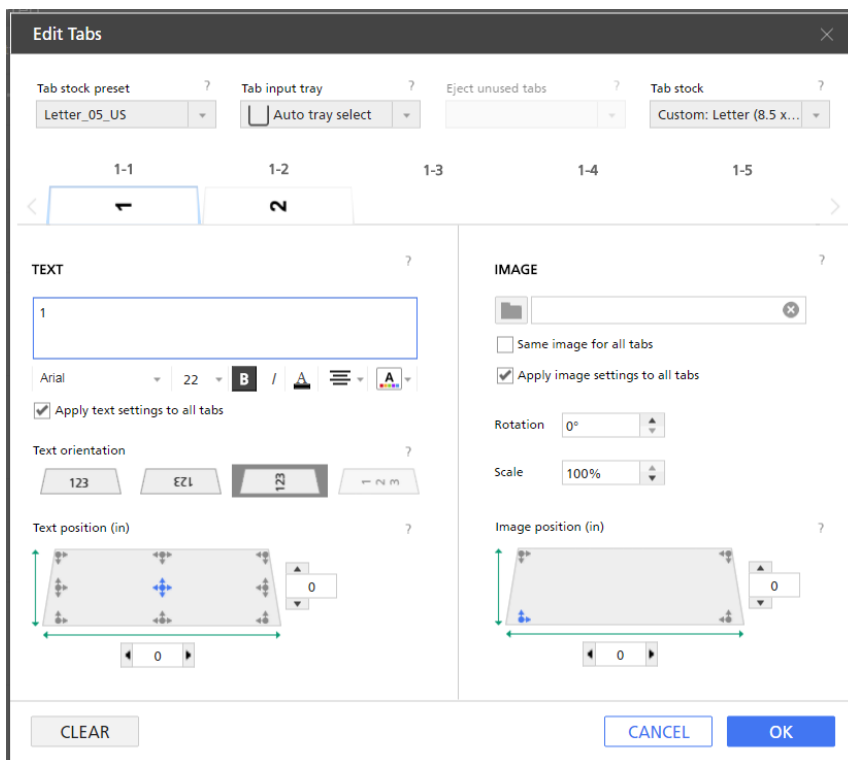 Edit Tabs
Tab stock preset ? Tab input tray ? Eject unused tabs ? Tab stock ?
Letter_05_US Auto tray select Custom: Letter (8.5 x...
1-1 1-2 1-3 1-4 1-5
1 2
TEXT ? IMAGE ?
1
Same image for all tabs
Arial 22 B I A A Apply image settings to all tabs
Apply text settings to all tabs
Rotation 0°
Text orientation ?
123 123 123 1 2 3
Scale 100%
Text position (in) ? Image position (in) ?
0 0
0 0
CLEAR CANCEL OK